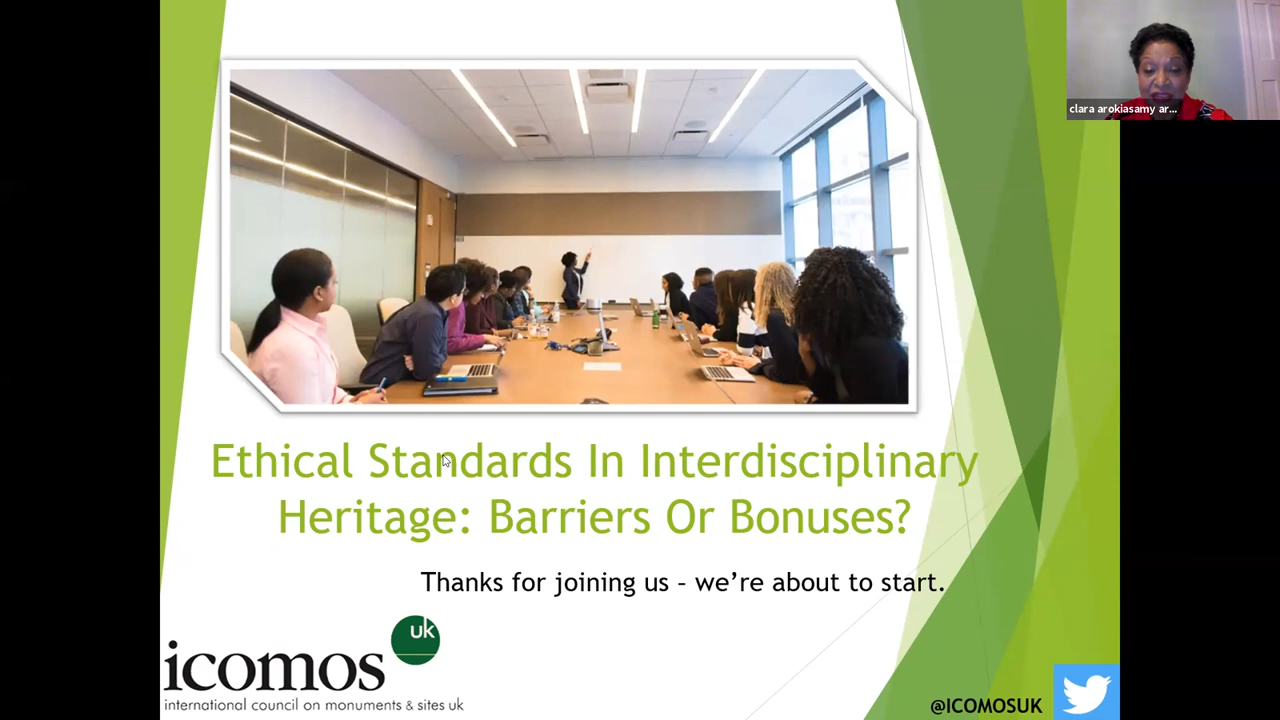 clara arokiasamy ar...
Ethical Standards In Interdisciplinary
Heritage: Barriers Or Bonuses?
Thanks for joining us – we’re about to start.
uk
icomos
international council on monuments & sites uk
@ICOMOSUK